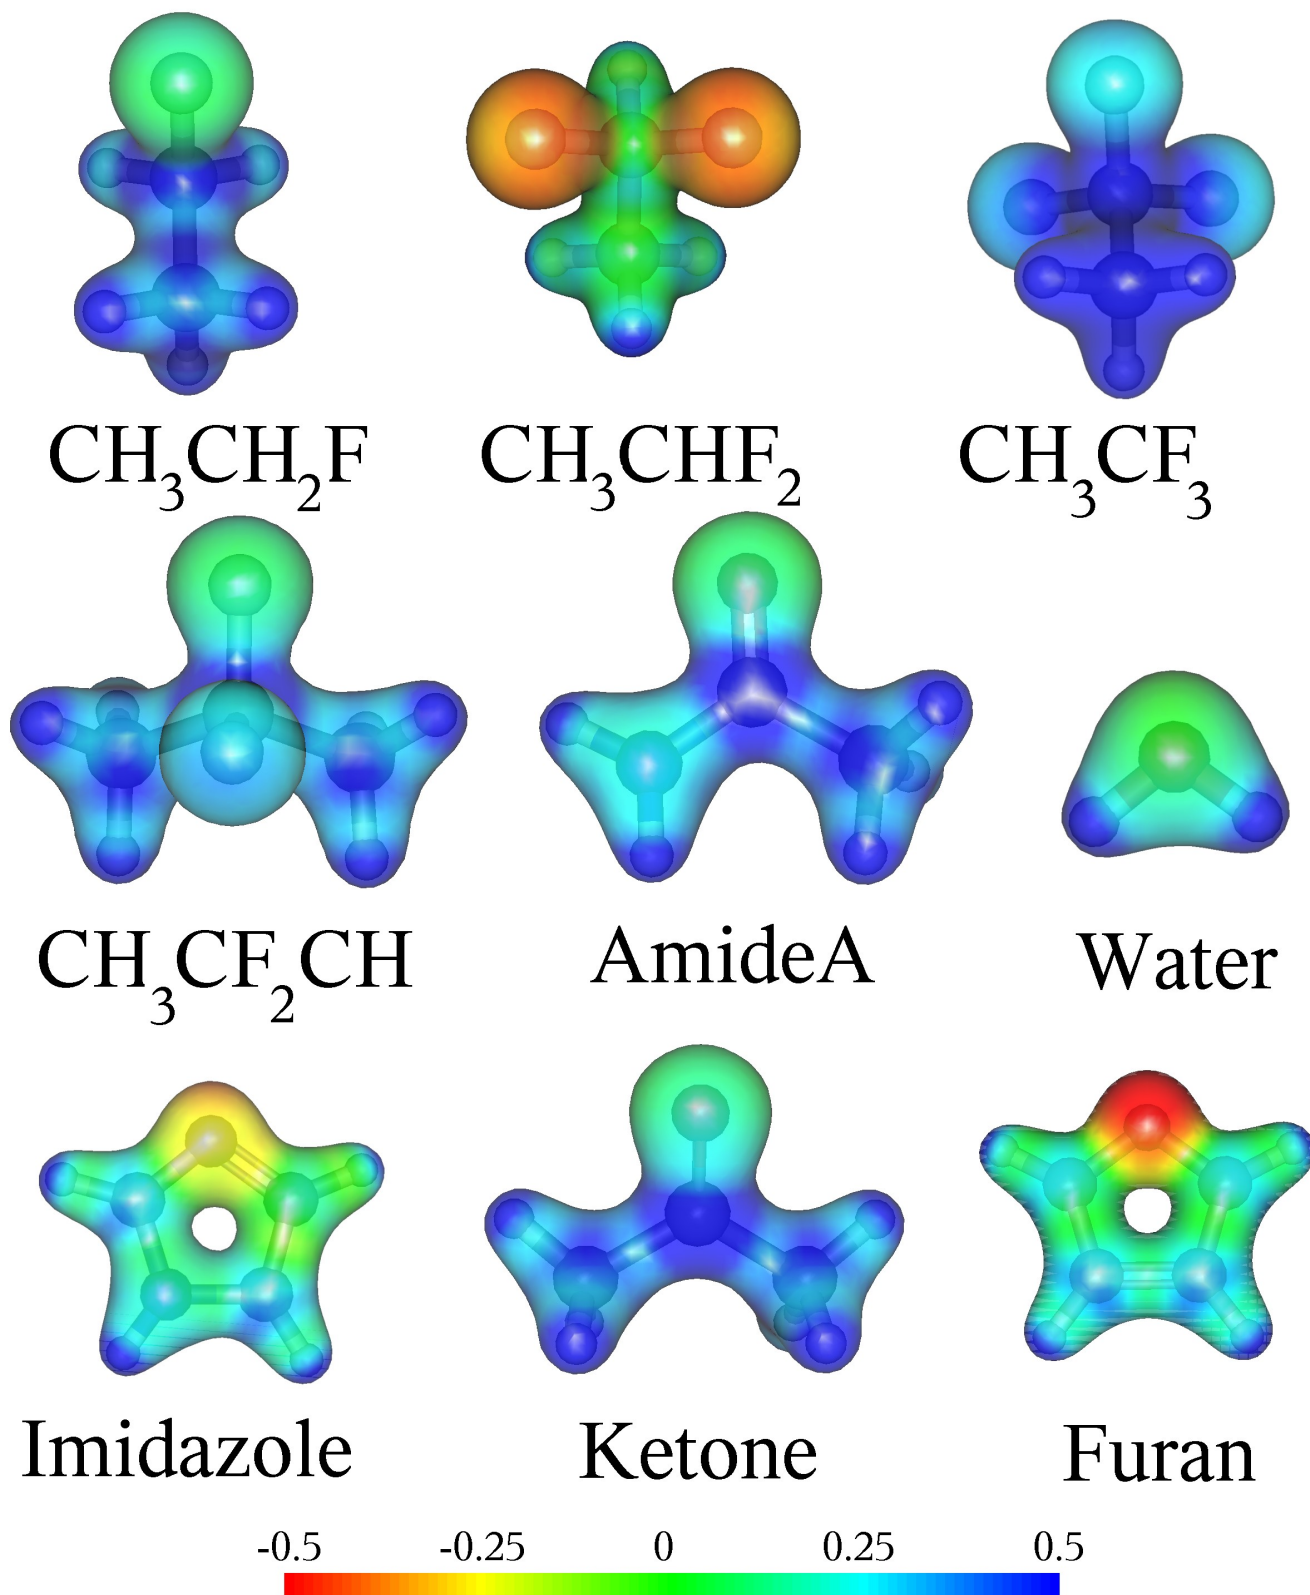 CH₃CH₂F CH₃CHF₂ CH₃CF₃
CH₃CF₂CH AmideA Water
Imidazole Ketone Furan
-0.5 -0.25 0 0.25 0.5